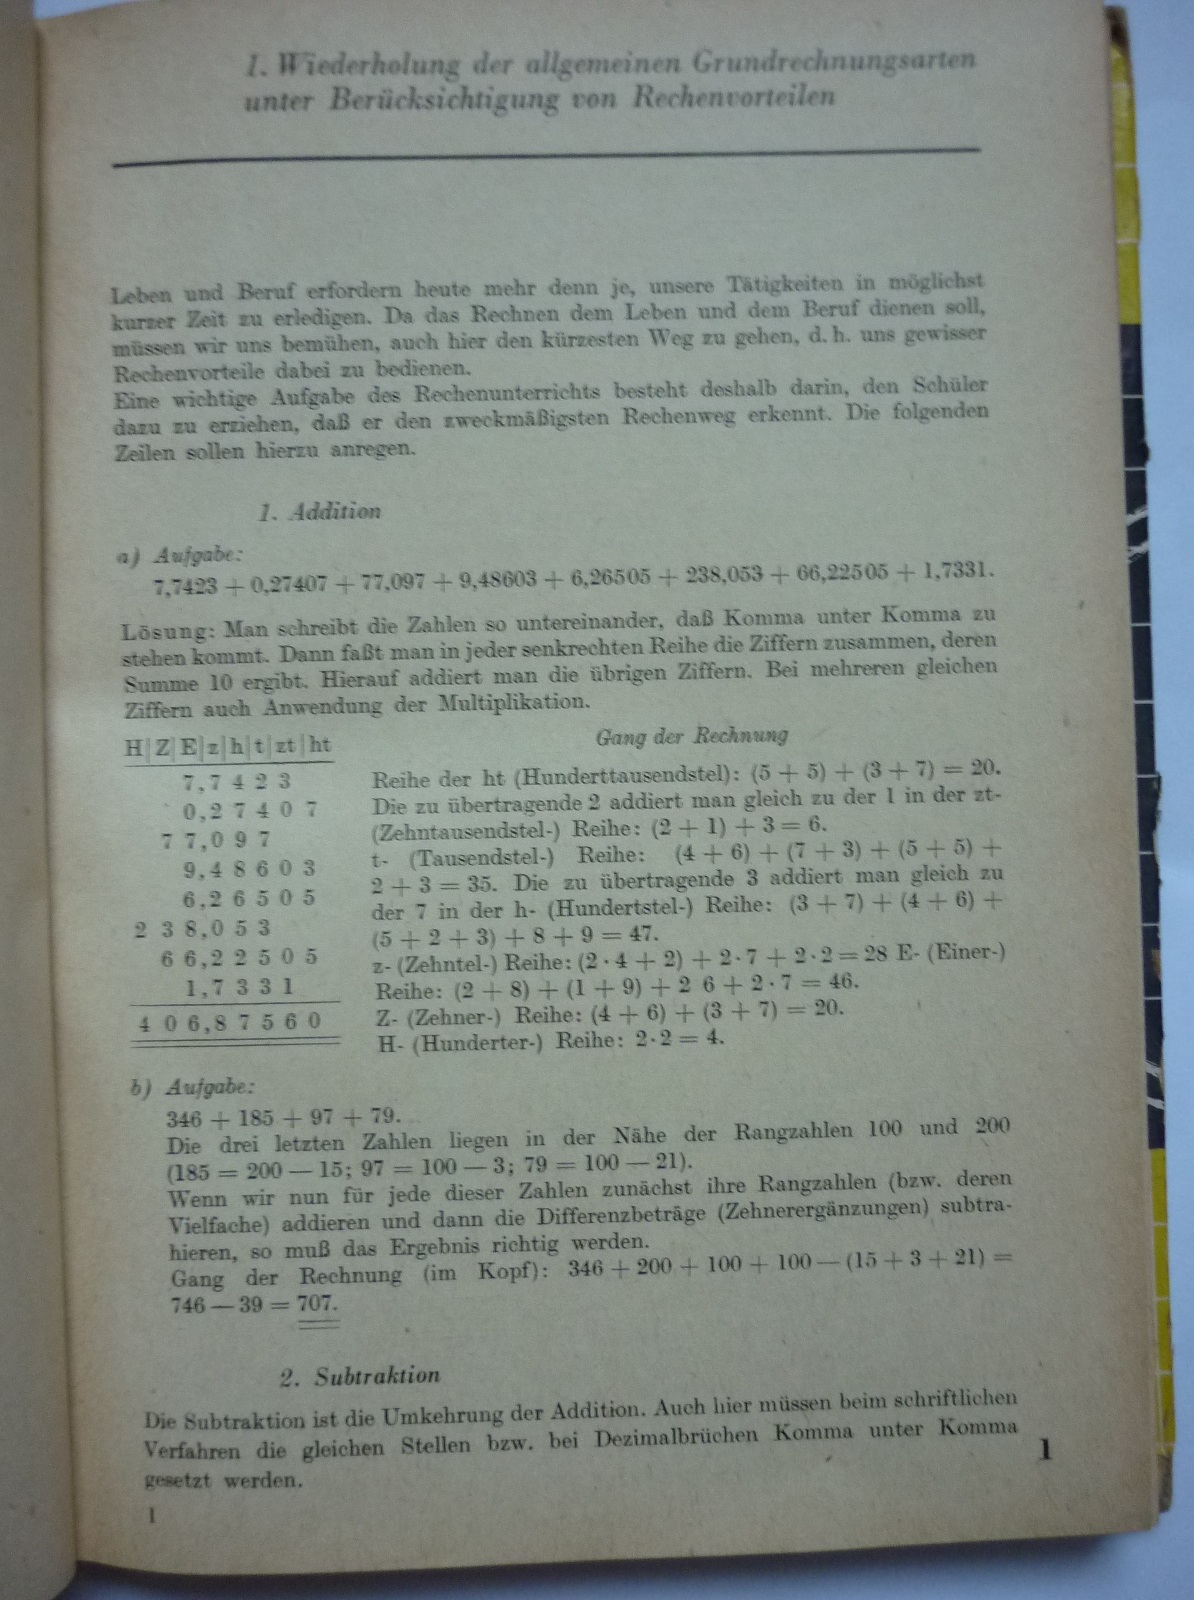 I. Wiederholung der allgemeinen Grundrechnungsarten
unter Berücksichtigung von Rechenvorteilen
Leben und Beruf erfordern heute mehr denn je, unsere Tätigkeiten in möglichst
kurzer Zeit zu erledigen. Da das Rechnen dem Leben und dem Beruf dienen soll,
müssen wir uns bemühen, auch hier den kürzesten Weg zu gehen, d. h. uns gewisser
Rechenvorteile dabei zu bedienen.
Eine wichtige Aufgabe des Rechenunterrichts besteht deshalb darin, den Schüler
dazu zu erziehen, daß er den zweckmäßigsten Rechenweg erkennt. Die folgenden
Zeilen sollen hierzu anregen.
1. Addition
a) Aufgabe:
7,7423 + 0,27407 + 77,097 + 9,48603 + 6,26505 + 238,053 + 66,22505 + 1,7331.
Lösung: Man schreibt die Zahlen so untereinander, daß Komma unter Komma zu
stehen kommt. Dann faßt man in jeder senkrechten Reihe die Ziffern zusammen, deren
Summe 10 ergibt. Hierauf addiert man die übrigen Ziffern. Bei mehreren gleichen
Ziffern auch Anwendung der Multiplikation.
H|Z|E|z|h|t|zt|ht
7,7 4 2 3
0,2 7 4 0 7
7 7,0 9 7
9,4 8 6 0 3
6,2 6 5 0 5
2 3 8,0 5 3
6 6,2 2 5 0 5
1,7 3 3 1
4 0 6,8 7 5 6 0
Gang der Rechnung
Reihe der ht (Hunderttausendstel): (5 + 5) + (3 + 7) = 20.
Die zu übertragende 2 addiert man gleich zu der 1 in der zt-
(Zehntausendstel-) Reihe: (2 + 1) + 3 = 6.
t- (Tausendstel-) Reihe: (4 + 6) + (7 + 3) + (5 + 5) +
2 + 3 = 35. Die zu übertragende 3 addiert man gleich zu
der 7 in der h- (Hundertstel-) Reihe: (3 + 7) + (4 + 6) +
(5 + 2 + 3) + 8 + 9 = 47.
z- (Zehntel-) Reihe: (2 · 4 + 2) + 2 · 7 + 2 · 2 = 28 E- (Einer-)
Reihe: (2 + 8) + (1 + 9) + 2 6 + 2 · 7 = 46.
Z- (Zehner-) Reihe: (4 + 6) + (3 + 7) = 20.
H- (Hunderter-) Reihe: 2 · 2 = 4.
b) Aufgabe:
346 + 185 + 97 + 79.
Die drei letzten Zahlen liegen in der Nähe der Rangzahlen 100 und 200
(185 = 200 — 15; 97 = 100 — 3; 79 = 100 — 21).
Wenn wir nun für jede dieser Zahlen zunächst ihre Rangzahlen (bzw. deren
Vielfache) addieren und dann die Differenzbeträge (Zehnerergänzungen) subtra-
hieren, so muß das Ergebnis richtig werden.
Gang der Rechnung (im Kopf): 346 + 200 + 100 + 100 — (15 + 3 + 21) =
746 — 39 = 707.
2. Subtraktion
Die Subtraktion ist die Umkehrung der Addition. Auch hier müssen beim schriftlichen
Verfahren die gleichen Stellen bzw. bei Dezimalbrüchen Komma unter Komma
gesetzt werden.
1
1